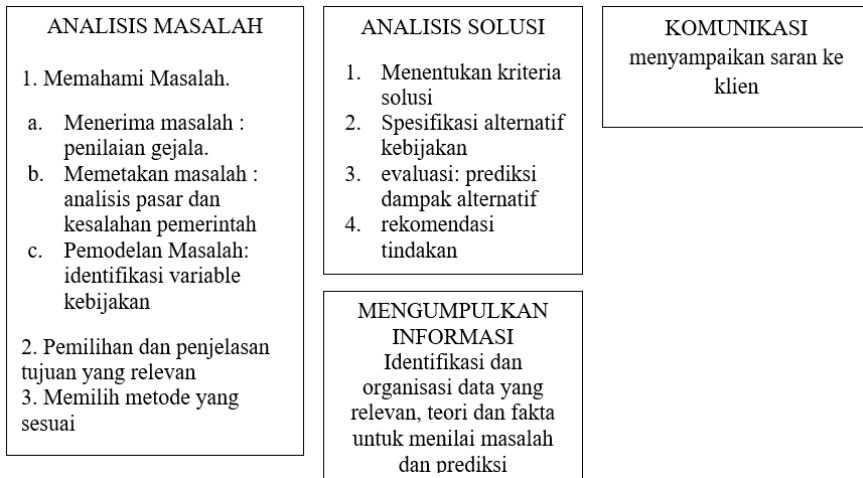 ANALISIS MASALAH
1. Memahami Masalah.
a. Menerima masalah :
penilaian gejala.
b. Memetakan masalah :
analisis pasar dan
kesalahan pemerintah
c. Pemodelan Masalah:
identifikasi variable
kebijakan
2. Pemilihan dan penjelasan
tujuan yang relevan
3. Memilih metode yang
sesuai
ANALISIS SOLUSI
1. Menentukan kriteria
solusi
2. Spesifikasi alternatif
kebijakan
3. evaluasi: prediksi
dampak alternatif
4. rekomendasi
tindakan
MENGUMPULKAN
INFORMASI
Identifikasi dan
organisasi data yang
relevan, teori dan fakta
untuk menilai masalah
dan prediksi
KOMUNIKASI
menyampaikan saran ke
klien